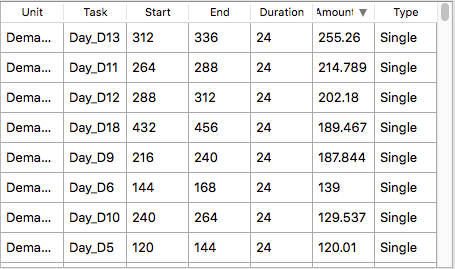 Unit Task Start End Duration Amount ▼ Type
Dema... Day_D13 312 336 24 255.26 Single
Dema... Day_D11 264 288 24 214.789 Single
Dema... Day_D12 288 312 24 202.18 Single
Dema... Day_D18 432 456 24 189.467 Single
Dema... Day_D9 216 240 24 187.844 Single
Dema... Day_D6 144 168 24 139 Single
Dema... Day_D10 240 264 24 129.537 Single
Dema... Day_D5 120 144 24 120.01 Single